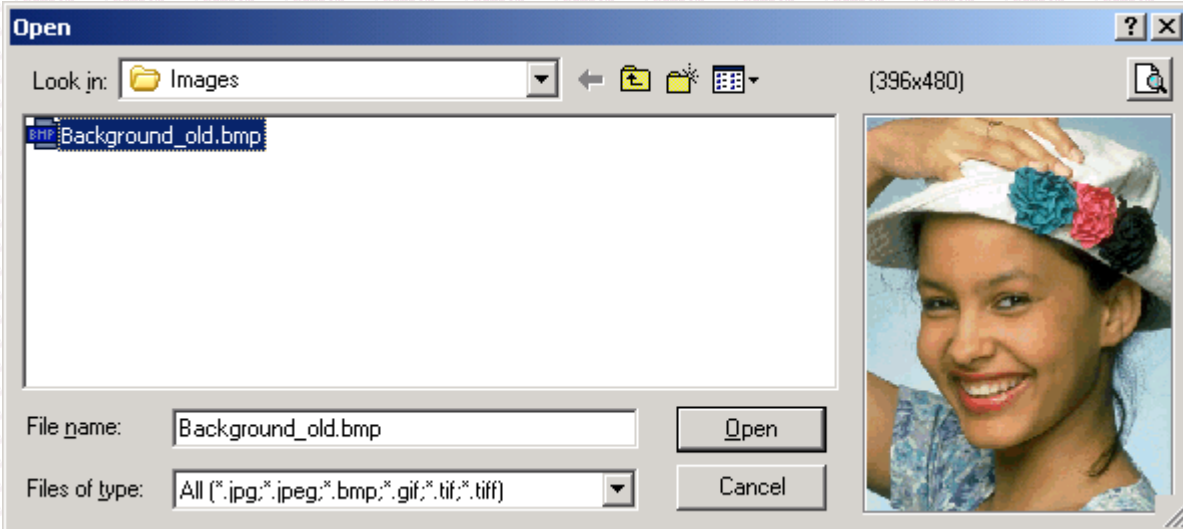 Open
Look in: Images (396x480)
BMP Background_old.bmp
File name: Background_old.bmp Open
Files of type: All (*.jpg;*.jpeg;*.bmp;*.gif;*.tif;*.tiff) Cancel